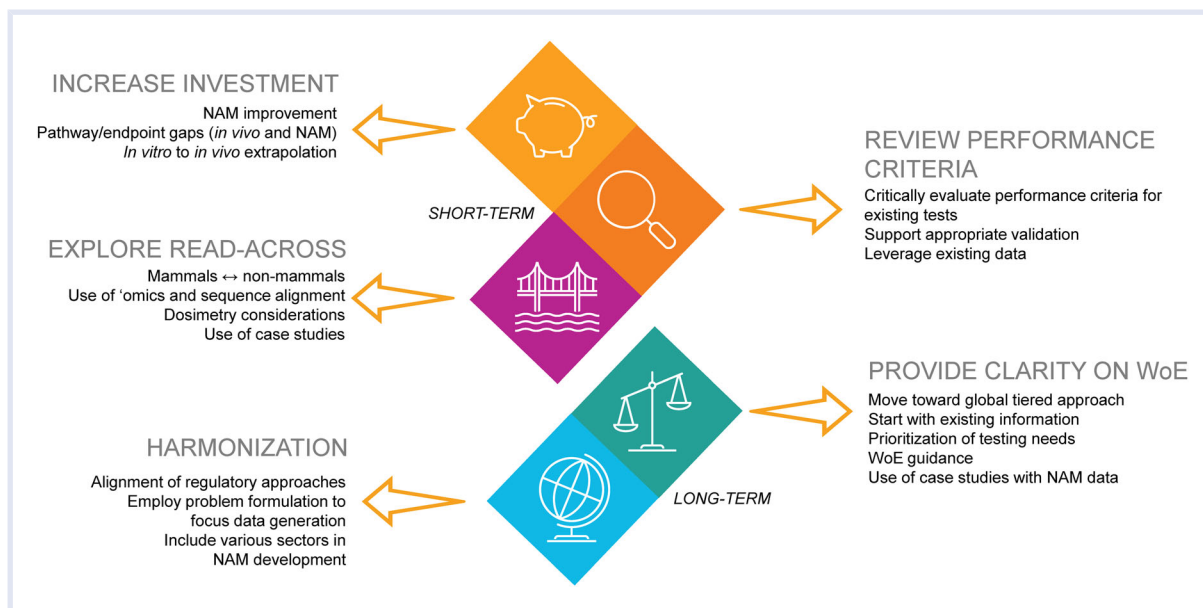 INCREASE INVESTMENT
NAM improvement
Pathway/endpoint gaps (in vivo and NAM)
In vitro to in vivo extrapolation
REVIEW PERFORMANCE
CRITERIA
Critically evaluate performance criteria for
existing tests
Support appropriate validation
Leverage existing data
SHORT-TERM
EXPLORE READ-ACROSS
Mammals ↔ non-mammals
Use of ‘omics and sequence alignment
Dosimetry considerations
Use of case studies
PROVIDE CLARITY ON WoE
Move toward global tiered approach
Start with existing information
Prioritization of testing needs
WoE guidance
Use of case studies with NAM data
HARMONIZATION
Alignment of regulatory approaches
Employ problem formulation to
focus data generation
Include various sectors in
NAM development
LONG-TERM